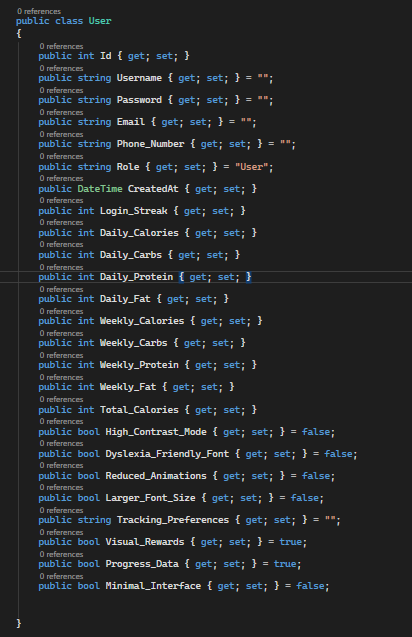 0 references
public class User
{
0 references
public int Id { get; set; }
0 references
public string Username { get; set; } = "";
0 references
public string Password { get; set; } = "";
0 references
public string Email { get; set; } = "";
0 references
public string Phone_Number { get; set; } = "";
0 references
public string Role { get; set; } = "User";
0 references
public DateTime CreatedAt { get; set; }
0 references
public int Login_Streak { get; set; }
0 references
public int Daily_Calories { get; set; }
0 references
public int Daily_Carbs { get; set; }
0 references
public int Daily_Protein { get; set; }
0 references
public int Daily_Fat { get; set; }
0 references
public int Weekly_Calories { get; set; }
0 references
public int Weekly_Carbs { get; set; }
0 references
public int Weekly_Protein { get; set; }
0 references
public int Weekly_Fat { get; set; }
0 references
public int Total_Calories { get; set; }
0 references
public bool High_Contrast_Mode { get; set; } = false;
0 references
public bool Dyslexia_Friendly_Font { get; set; } = false;
0 references
public bool Reduced_Animations { get; set; } = false;
0 references
public bool Larger_Font_Size { get; set; } = false;
0 references
public string Tracking_Preferences { get; set; } = "";
0 references
public bool Visual_Rewards { get; set; } = true;
0 references
public bool Progress_Data { get; set; } = true;
0 references
public bool Minimal_Interface { get; set; } = false;
}